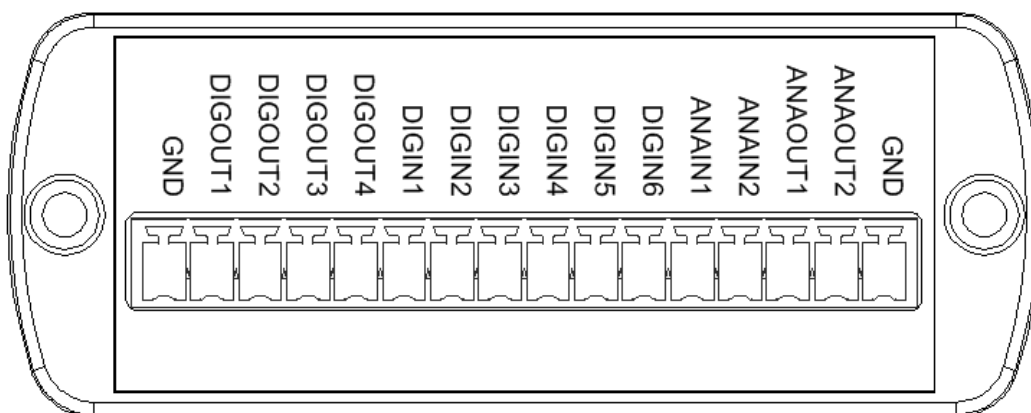 GND
DIGOUT1
DIGOUT2
DIGOUT3
DIGOUT4
DIGIN1
DIGIN2
DIGIN3
DIGIN4
DIGIN5
DIGIN6
ANAIN1
ANAIN2
ANAOUT1
ANAOUT2
GND